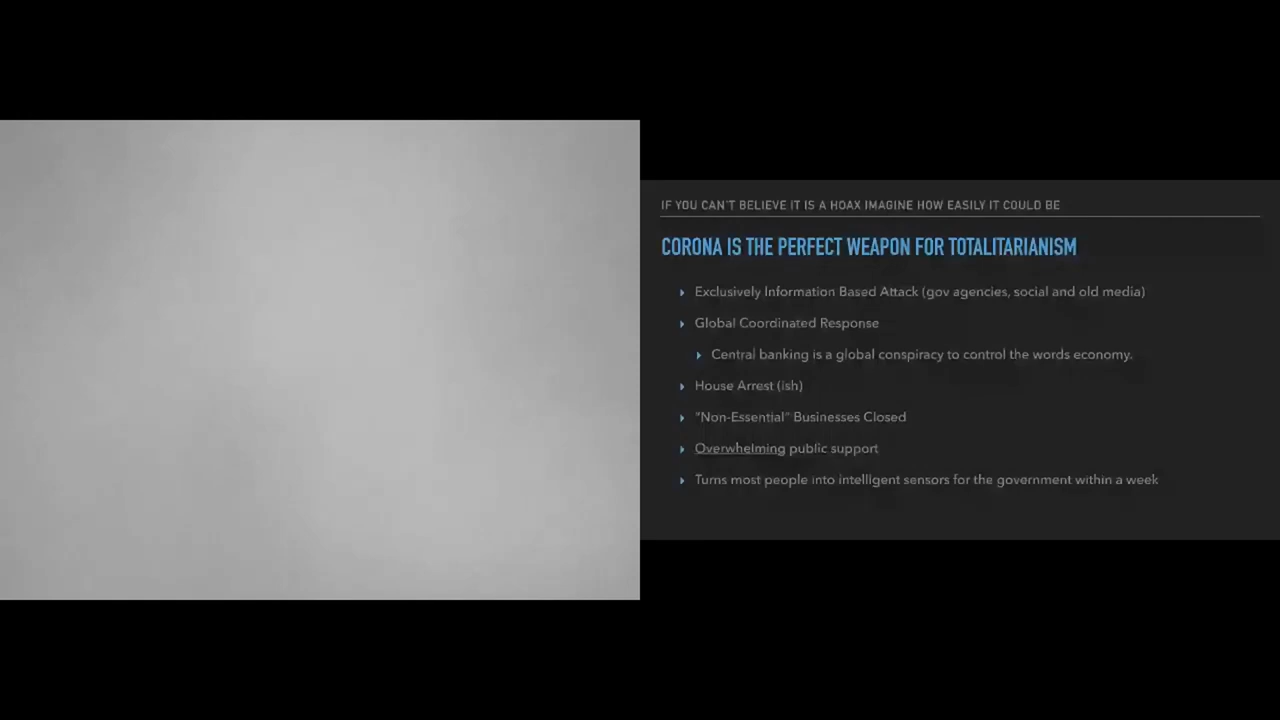 IF YOU CAN'T BELIEVE IT IS A HOAX IMAGINE HOW EASILY IT COULD BE
CORONA IS THE PERFECT WEAPON FOR TOTALITARIANISM
Exclusively Information Based Attack (gov agencies, social and old media)
Global Coordinated Response
Central banking is a global conspiracy to control the words economy.
House Arrest (ish)
"Non-Essential" Businesses Closed
Overwhelming public support
Turns most people into intelligent sensors for the government within a week